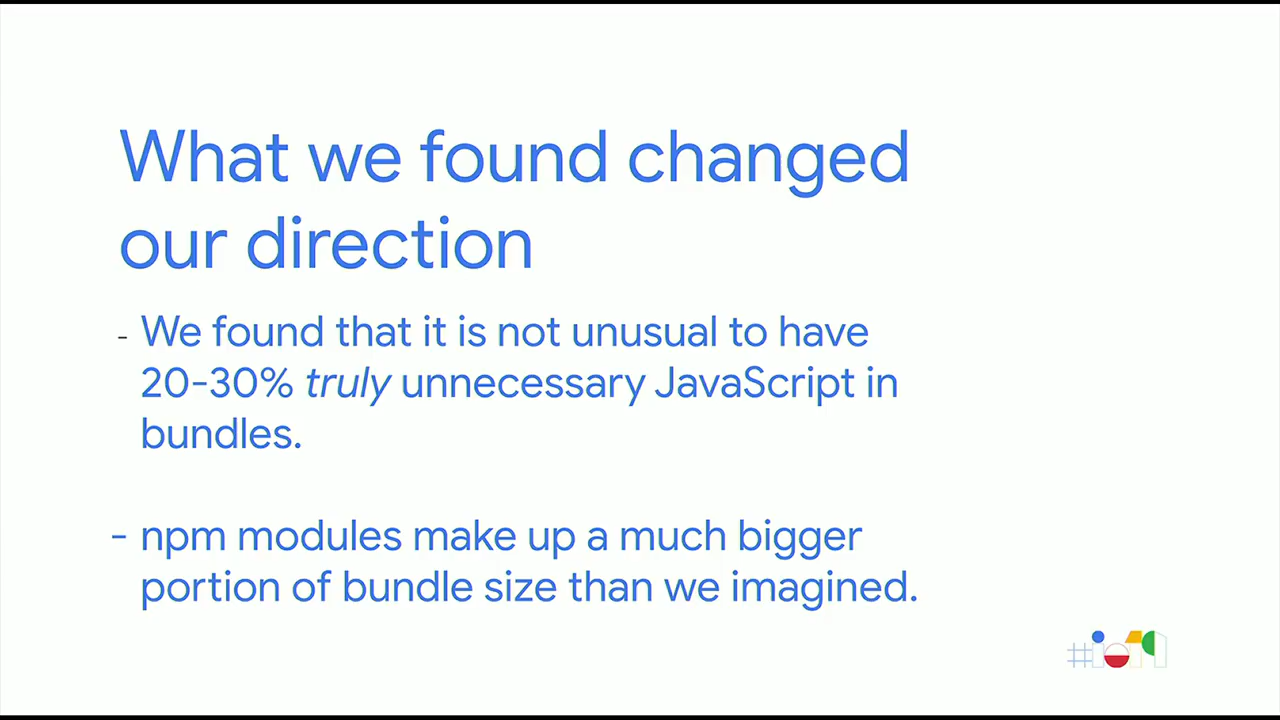 What we found changed
our direction
- We found that it is not unusual to have
20-30% truly unnecessary JavaScript in
bundles.
- npm modules make up a much bigger
portion of bundle size than we imagined.
#io19